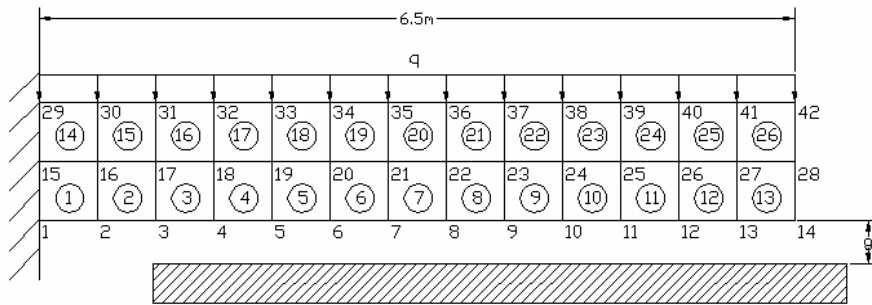 6.5m
q
29 30 31 32 33 34 35 36 37 38 39 40 41 42
14 15 16 17 18 19 20 21 22 23 24 25 26
15 16 17 18 19 20 21 22 23 24 25 26 27 28
1 2 3 4 5 6 7 8 9 10 11 12 13
1 2 3 4 5 6 7 8 9 10 11 12 13 14
g